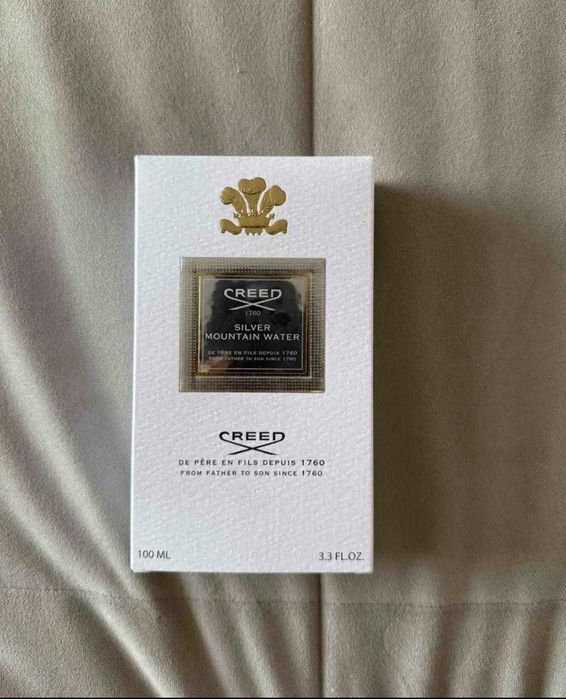 CREED
1760
SILVER
MOUNTAIN WATER
DE PÈRE EN FILS DEPUIS 1760
FROM FATHER TO SON SINCE 1760
CREED
DE PÈRE EN FILS DEPUIS 1760
FROM FATHER TO SON SINCE 1760
100 ML 3.3 FL.OZ.